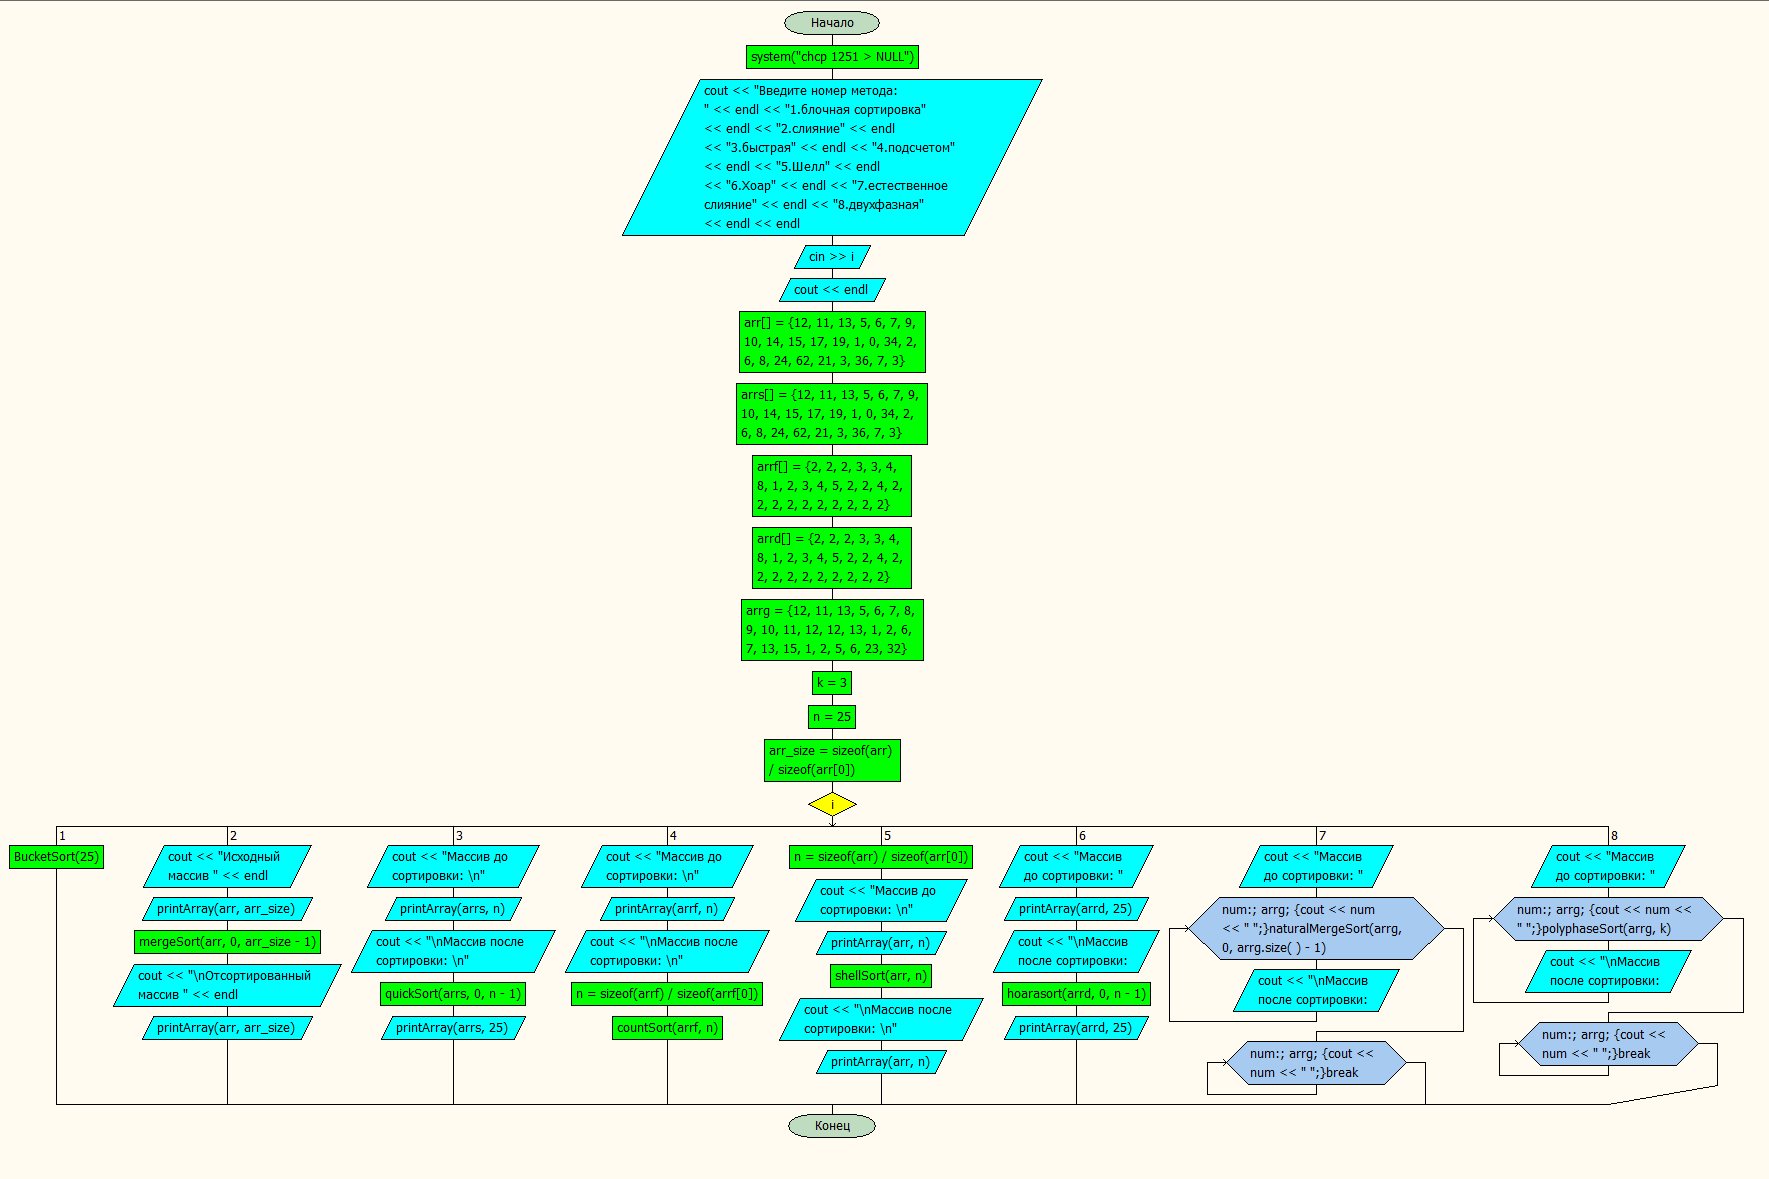 Начало
system("chcp 1251 > NULL")
cout << "Введите номер метода:
" << endl << "1.блочная сортировка"
<< endl << "2.слияние" << endl
<< "3.быстрая" << endl << "4.подсчетом"
<< endl << "5.Шелл" << endl
<< "6.Хоар" << endl << "7.естественное
слияние" << endl << "8.двухфазная"
<< endl << endl
cin >> i
cout << endl
arr[] = {12, 11, 13, 5, 6, 7, 9,
10, 14, 15, 17, 19, 1, 0, 34, 2,
6, 8, 24, 62, 21, 3, 36, 7, 3}
arrs[] = {12, 11, 13, 5, 6, 7, 9,
10, 14, 15, 17, 19, 1, 0, 34, 2,
6, 8, 24, 62, 21, 3, 36, 7, 3}
arrf[] = {2, 2, 2, 3, 3, 4,
8, 1, 2, 3, 4, 5, 2, 2, 4, 2,
2, 2, 2, 2, 2, 2, 2, 2, 2}
arrd[] = {2, 2, 2, 3, 3, 4,
8, 1, 2, 3, 4, 5, 2, 2, 4, 2,
2, 2, 2, 2, 2, 2, 2, 2, 2}
arrg = {12, 11, 13, 5, 6, 7, 8,
9, 10, 11, 12, 12, 13, 1, 2, 6,
7, 13, 15, 1, 2, 5, 6, 23, 32}
k = 3
n = 25
arr_size = sizeof(arr)
/ sizeof(arr[0])
i
1
BucketSort(25)
2
cout << "Исходный
массив " << endl
printArray(arr, arr_size)
mergeSort(arr, 0, arr_size - 1)
cout << "\nОтсортированный
массив " << endl
printArray(arr, arr_size)
3
cout << "Массив до
сортировки: \n"
printArray(arrs, n)
cout << "\nМассив после
сортировки: \n"
quickSort(arrs, 0, n - 1)
printArray(arrs, 25)
4
cout << "Массив до
сортировки: \n"
printArray(arrf, n)
cout << "\nМассив после
сортировки: \n"
n = sizeof(arrf) / sizeof(arrf[0])
countSort(arrf, n)
5
n = sizeof(arr) / sizeof(arr[0])
cout << "Массив до
сортировки: \n"
printArray(arr, n)
shellSort(arr, n)
cout << "\nМассив после
сортировки: \n"
printArray(arr, n)
6
cout << "Массив
до сортировки: "
printArray(arrd, 25)
cout << "\nМассив
после сортировки:
hoarasort(arrd, 0, n - 1)
printArray(arrd, 25)
7
cout << "Массив
до сортировки: "
num:; arrg; {cout << num
<< " ";}naturalMergeSort(arrg,
0, arrg.size( ) - 1)
cout << "\nМассив
после сортировки:
num:; arrg; {cout <<
num << " ";}break
8
cout << "Массив
до сортировки: "
num:; arrg; {cout << num <<
" ";}polyphaseSort(arrg, k)
cout << "\nМассив
после сортировки:
num:; arrg; {cout <<
num << " ";}break
Конец